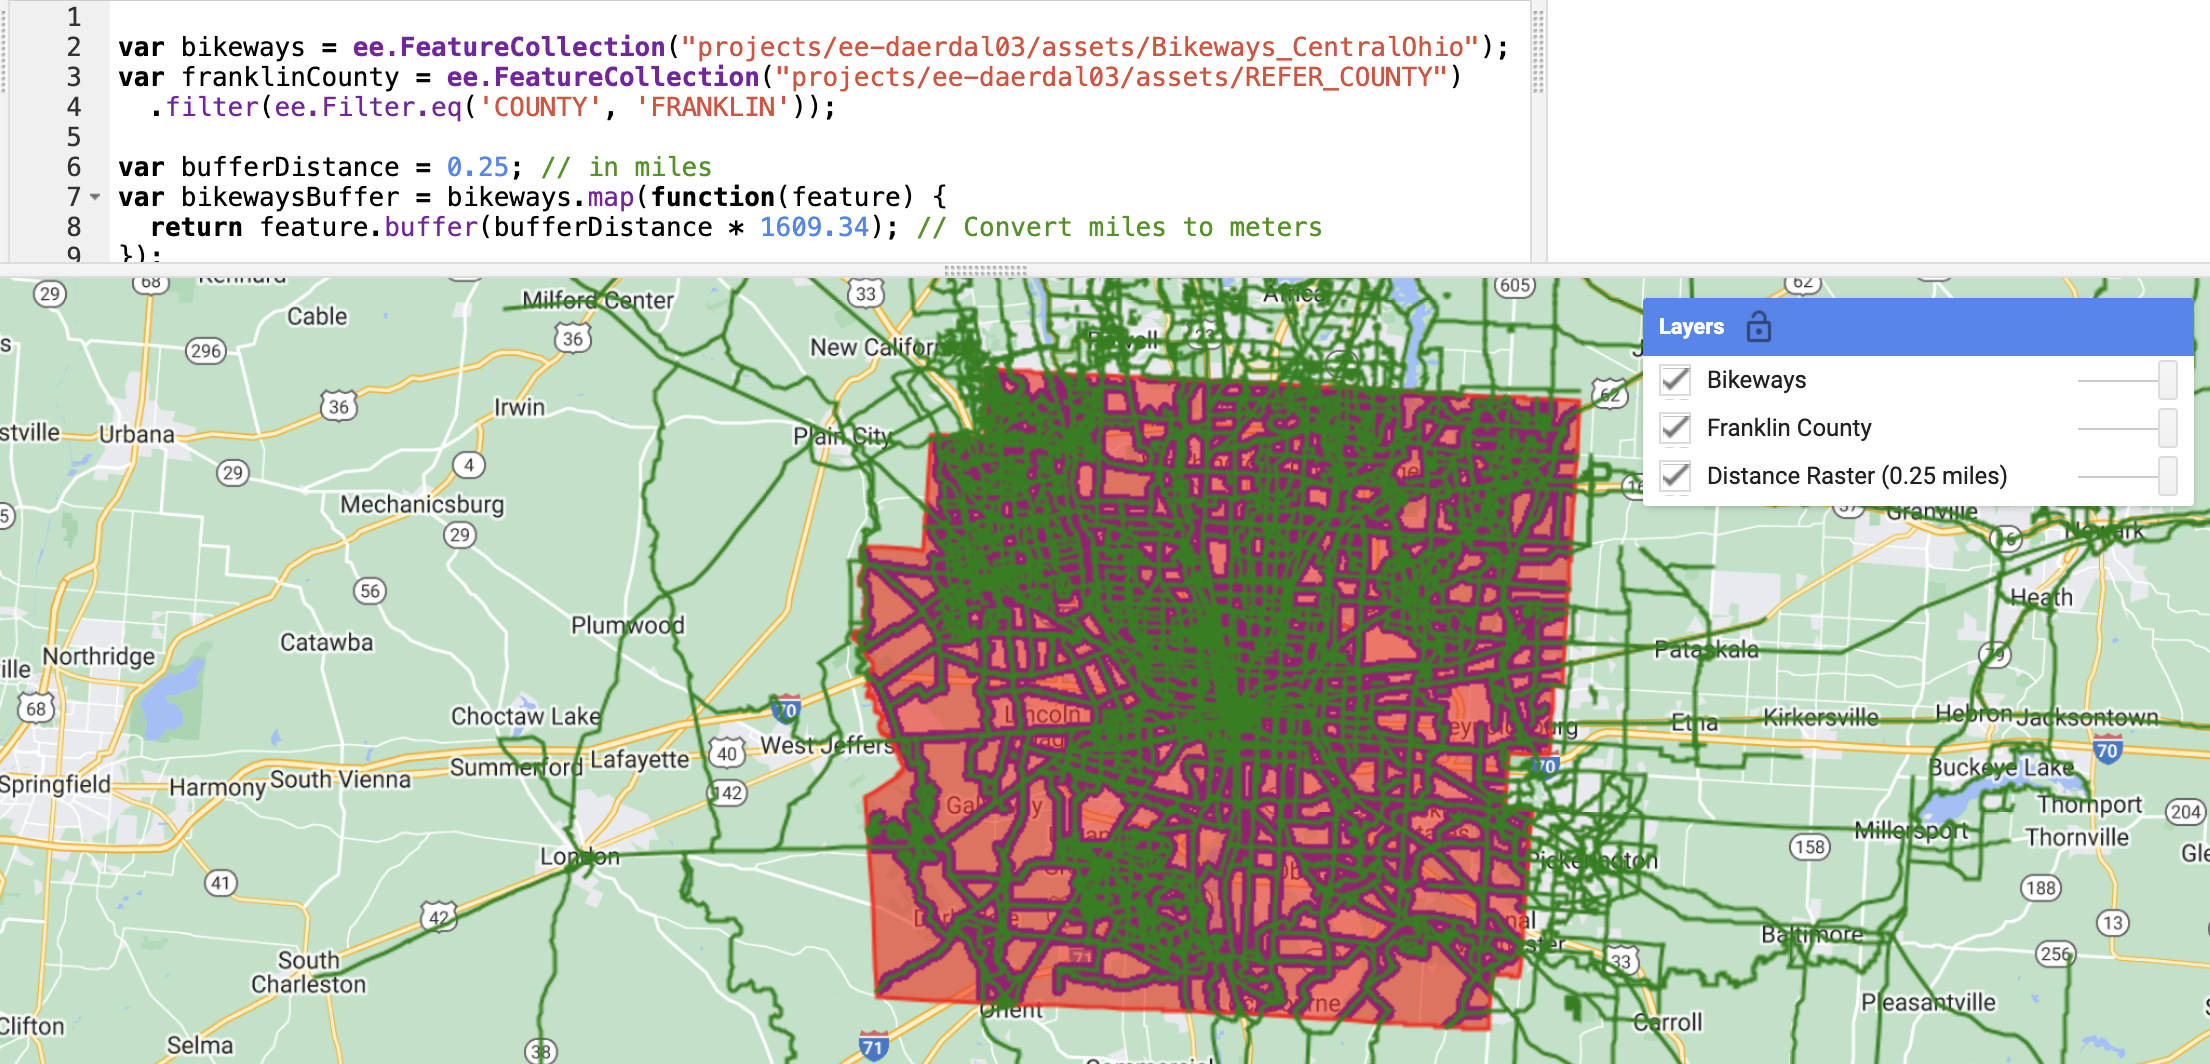 1
2 var bikeways = ee.FeatureCollection("projects/ee-daerdal03/assets/Bikeways_CentralOhio");
3 var franklinCounty = ee.FeatureCollection("projects/ee-daerdal03/assets/REFER_COUNTY")
4 .filter(ee.Filter.eq('COUNTY', 'FRANKLIN'));
5
6 var bufferDistance = 0.25; // in miles
7 var bikewaysBuffer = bikeways.map(function(feature) {
8 return feature.buffer(bufferDistance * 1609.34); // Convert miles to meters
9 });
Layers
Bikeways
Franklin County
Distance Raster (0.25 miles)
29
68
Kennard
Milford Center
33
Africa
605
62
Cable
36
296
New Califor
Powell
Irwin
36
62
stville
Urbana
Plain City
29
4
Mechanicsburg
29
Granville
Newark
16
56
Heath
Catawba
Plumwood
Northridge
ville
Pataskala
79
68
Choctaw Lake
70
Lincoln
Etna
Kirkersville
Hebron
Jacksontown
West Jeffers
40
Lafayette
Summerford
70
70
Springfield
Harmony
South Vienna
142
Buckeye Lake
Thornport
204
Millersport
Thornville
London
158
Pickerington
Gle
41
188
42
13
Baltimore
South
Charleston
33
256
71
Orient
Pleasantville
Carroll
Clifton
Selma
38
71
Commercial